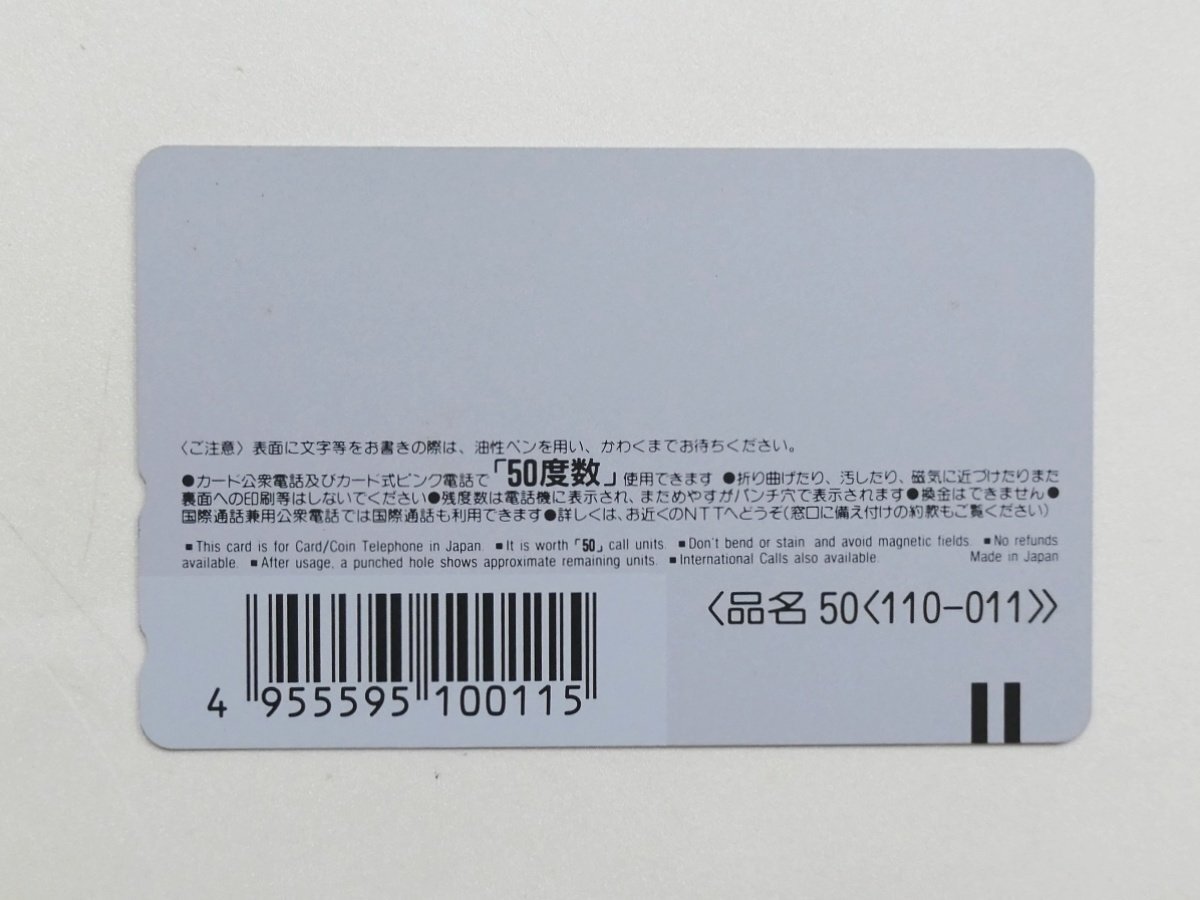 〈ご注意〉表面に文字等をお書きの際は、油性ペンを用い、かわくまでお待ちください。
●カード公衆電話及びカード式ピンク電話で「50度数」使用できます ●折り曲げたり、汚したり、磁気に近づけたりまた
裏面への印刷等はしないでください●残度数は電話機に表示され、まためやすがパンチ穴で表示されます●換金はできません●
国際通話兼用公衆電話では国際通話も利用できます●詳しくは、お近くのNTTへどうぞ(窓口に備え付けの約款もご覧ください)
■This card is for Card/Coin Telephone in Japan. ■It is worth「50」call units. ■Don't bend or stain and avoid magnetic fields. ■No refunds
available. ■After usage, a punched hole shows approximate remaining units. ■International Calls also available. Made in Japan
〈品名 50〈110-011〉〉
4 955595 100115